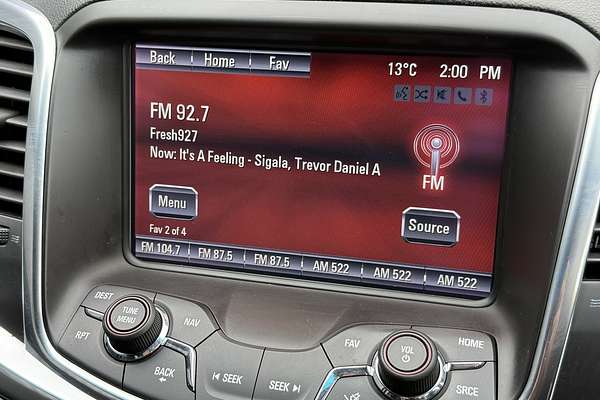 Back Home Fav
13°C 2:00 PM
FM 92.7
Fresh927
Now: It's A Feeling - Sigala, Trevor Daniel A
FM
Menu
Source
Fav 2 of 4
FM 104.7 FM 87.5 FM 87.5 AM 522 AM 522 AM 522
DEST
TUNE
MENU
NAV
RPT
BACK
SEEK
SEEK
FAV
VOL
HOME
SRCE